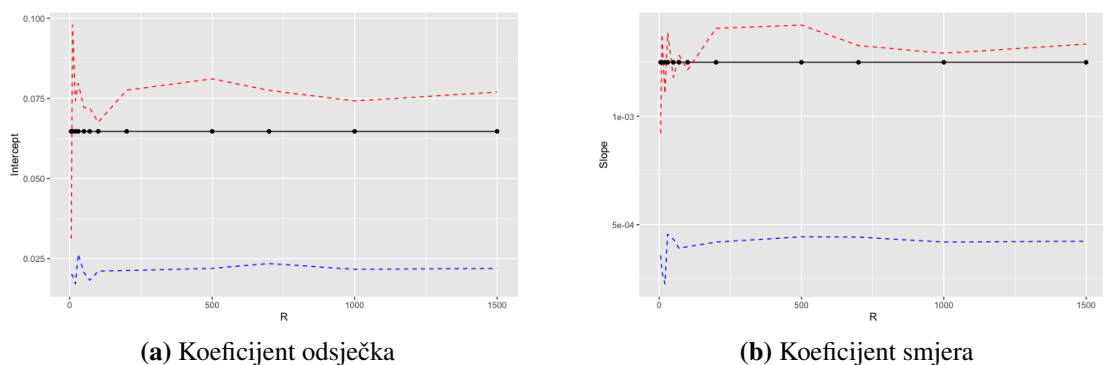 0.100
0.075
0.050
0.025
Intercept
0
500
1000
1500
R
(a) Koeficijent odsječka
1e-03
5e-04
Slope
0
500
1000
1500
R
(b) Koeficijent smjera